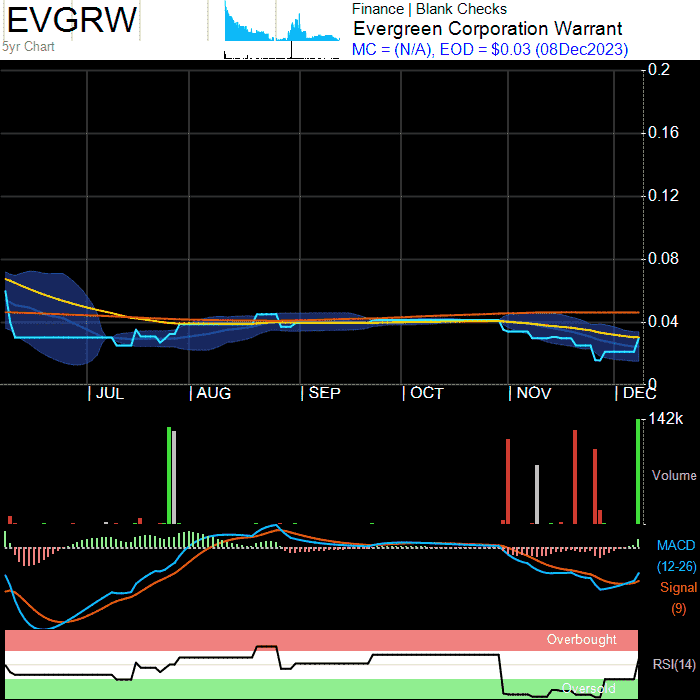 EVGRW
5yr Chart
Finance | Blank Checks
Evergreen Corporation Warrant
MC = (N/A), EOD = $0.03 (08Dec2023)
0.2
0.16
0.12
0.08
0.04
0
JUL AUG SEP OCT NOV DEC
142k
Volume
MACD
(12-26)
Signal
(9)
Overbought
RSI(14)
Oversold